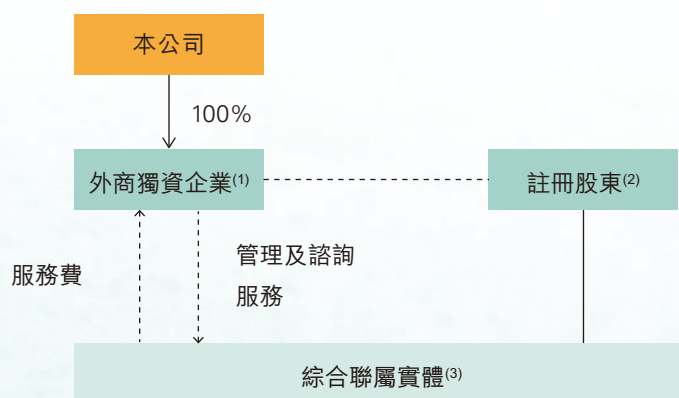 本公司
100%
外商獨資企業(1)
註冊股東(2)
服務費
管理及諮詢
服務
綜合聯屬實體(3)